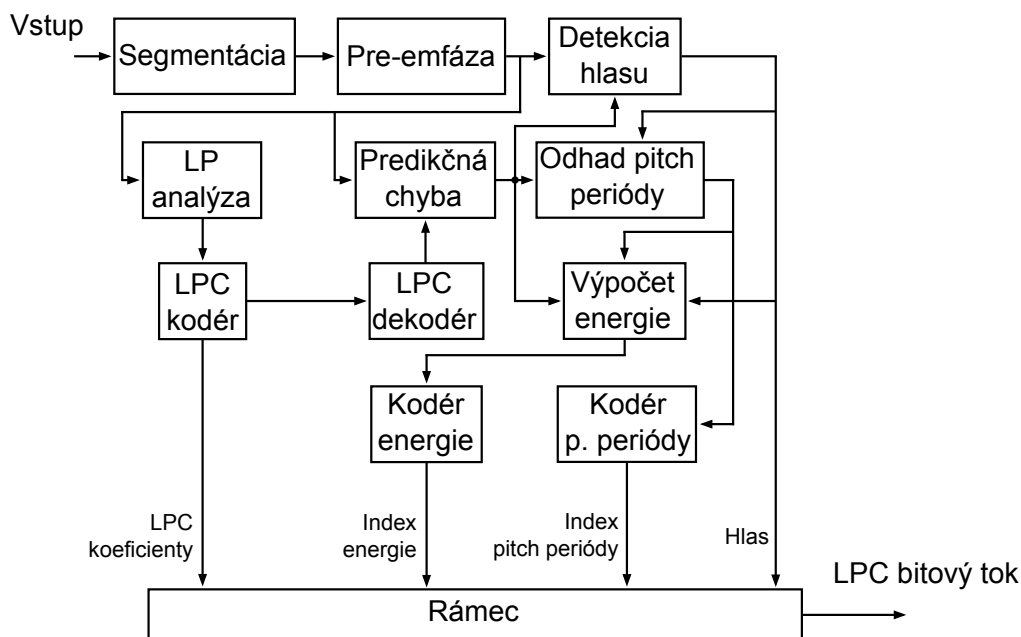 Vstup
Segmentácia
Pre-emfáza
Detekcia
hlasu
LP
analýza
Predikčná
chyba
Odhad pitch
periódy
LPC
kodér
LPC
dekodér
Výpočet
energie
Kodér
energie
Kodér
p. periódy
LPC
koeficienty
Index
energie
Index
pitch periódy
Hlas
LPC bitový tok
Rámec